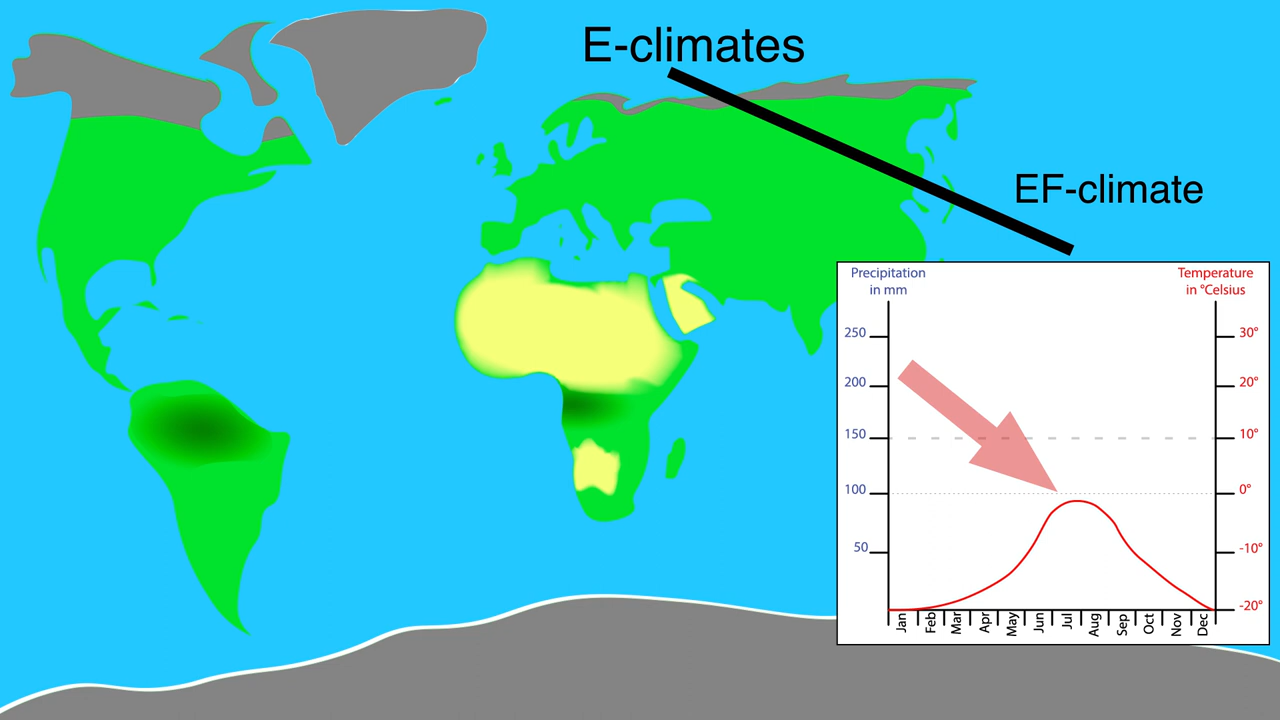 E-climates
EF-climate
Precipitation
in mm
Temperature
in °Celsius
250
30°
200
20°
150
10°
100
0°
50
-10°
-20°
Jan
Feb
Mar
Apr
May
Jun
Jul
Aug
Sep
Oct
Nov
Dec